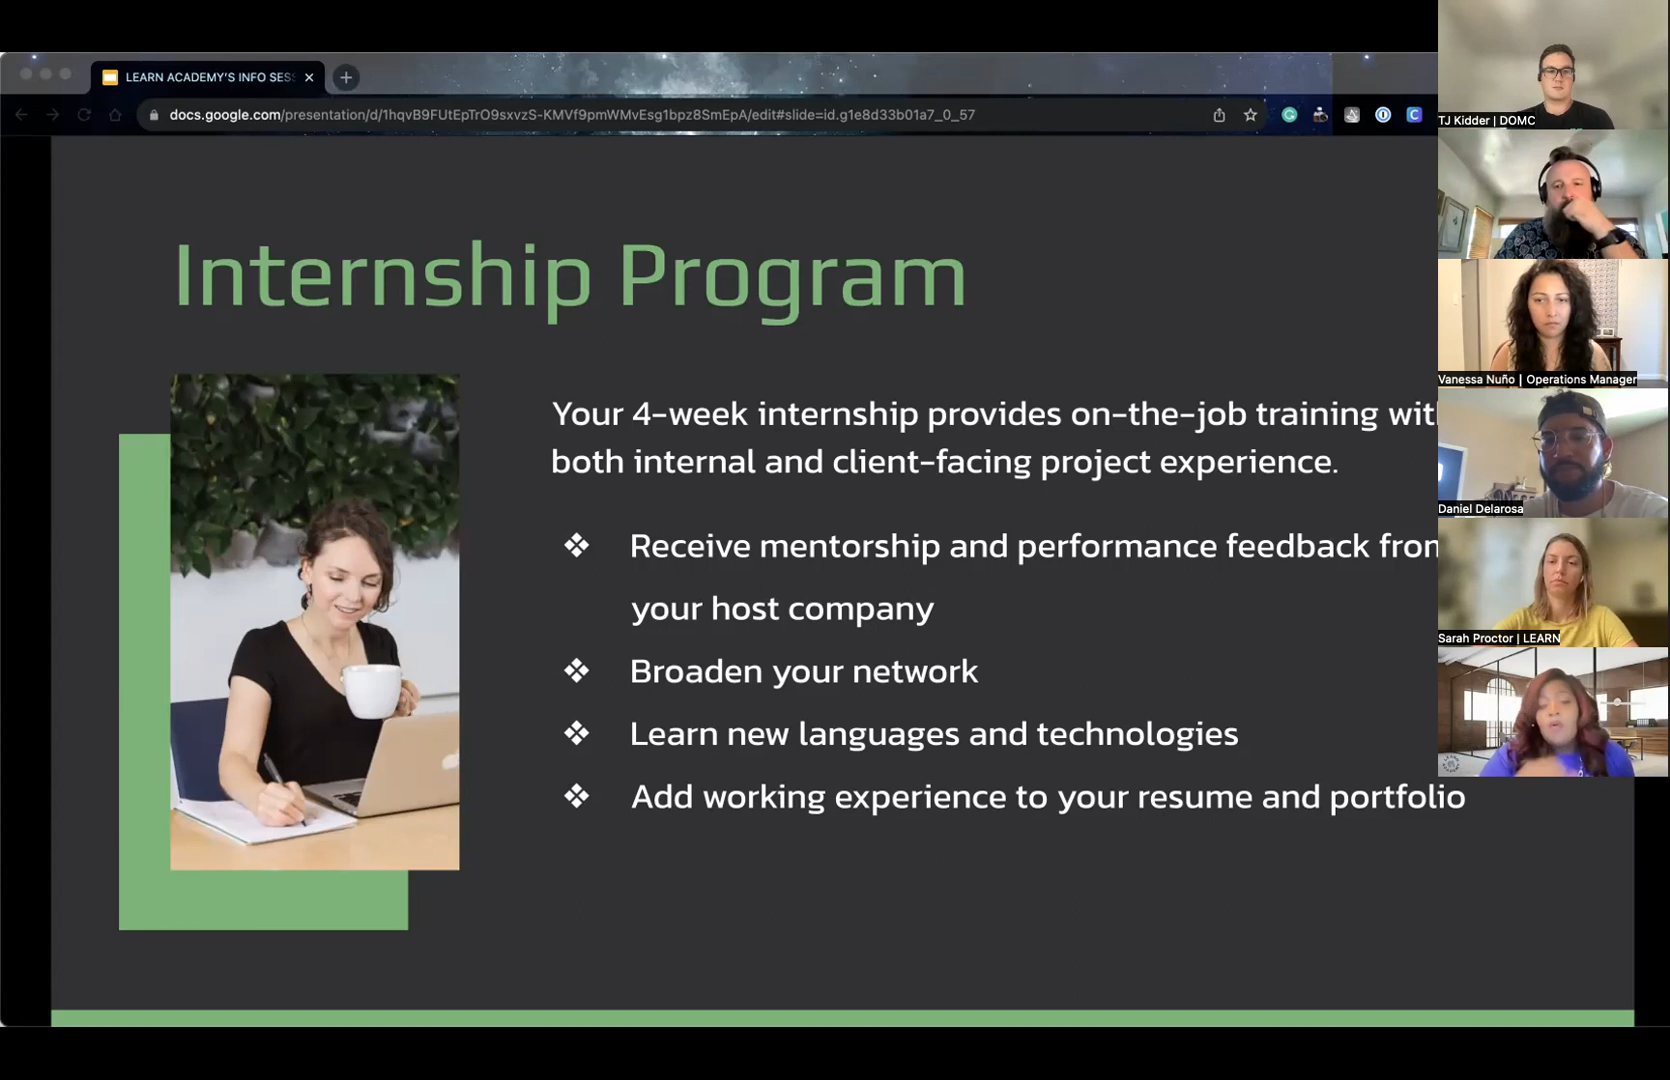 LEARN ACADEMY'S INFO SES
docs.google.com/presentation/d/1hqvB9FUtEpTrO9sxvzS-KMVf9pmWMvEsg1bpz8SmEpA/edit#slide=id.g1e8d33b01a7_0_57
Internship Program
Your 4-week internship provides on-the-job training wit
both internal and client-facing project experience.
❖ Receive mentorship and performance feedback from
your host company
❖ Broaden your network
❖ Learn new languages and technologies
❖ Add working experience to your resume and portfolio
TJ Kidder | DOMC
Vanessa Nuño | Operations Manager
Daniel Delarosa
Sarah Proctor | LEARN